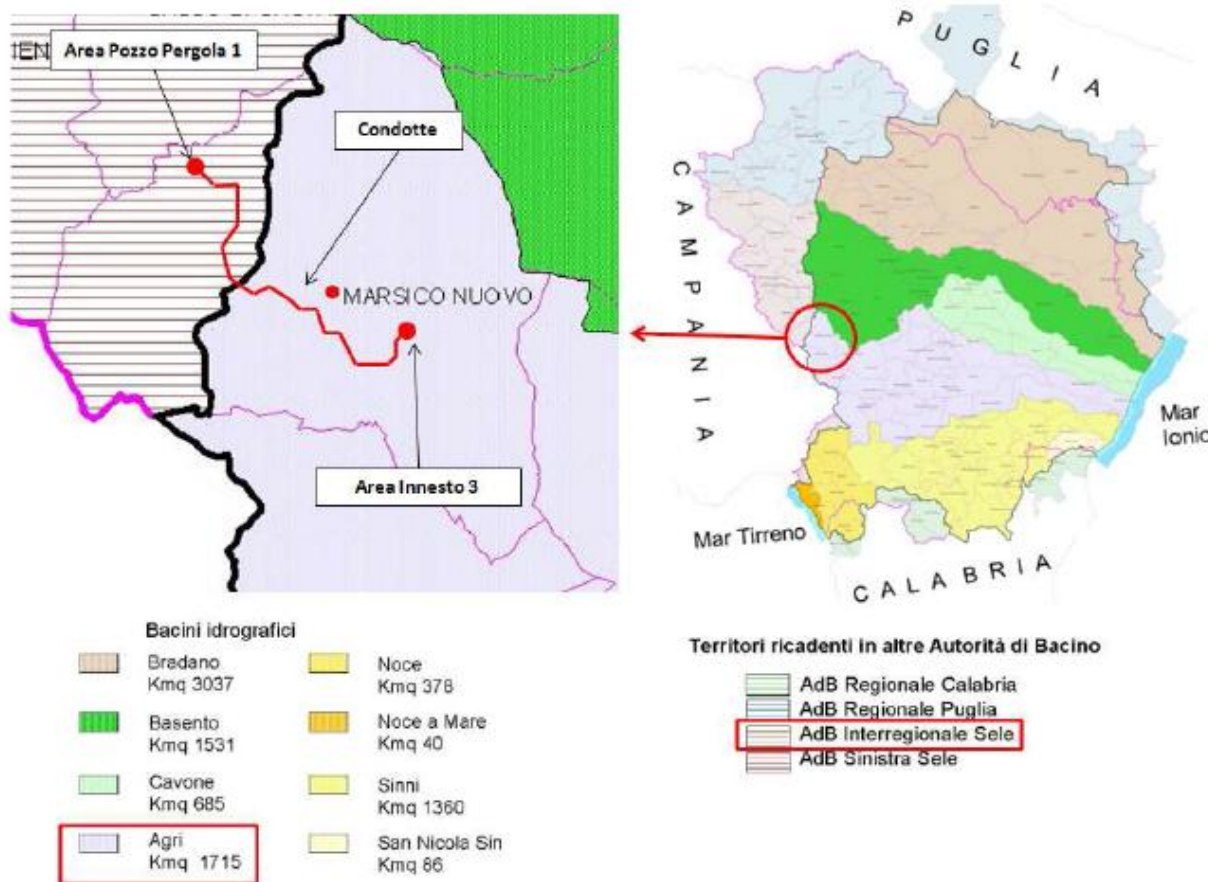 Area Pozzo Pergola 1
Condotte
MARSICO NUOVO
Area Innesto 3
PUGLIA
CAMPANIA
Mar
Ionio
Mar Tirreno
CALABRIA
Bacini idrografici
Bradano
Kmq 3037
Basento
Kmq 1531
Cavone
Kmq 685
Agri
Kmq 1715
Noce
Kmq 378
Noce a Mare
Kmq 40
Sinni
Kmq 1360
San Nicola Sin
Kmq 86
Territori ricadenti in altre Autorità di Bacino
AdB Regionale Calabria
AdB Regionale Puglia
AdB Interregionale Sele
AdB Sinistra Sele